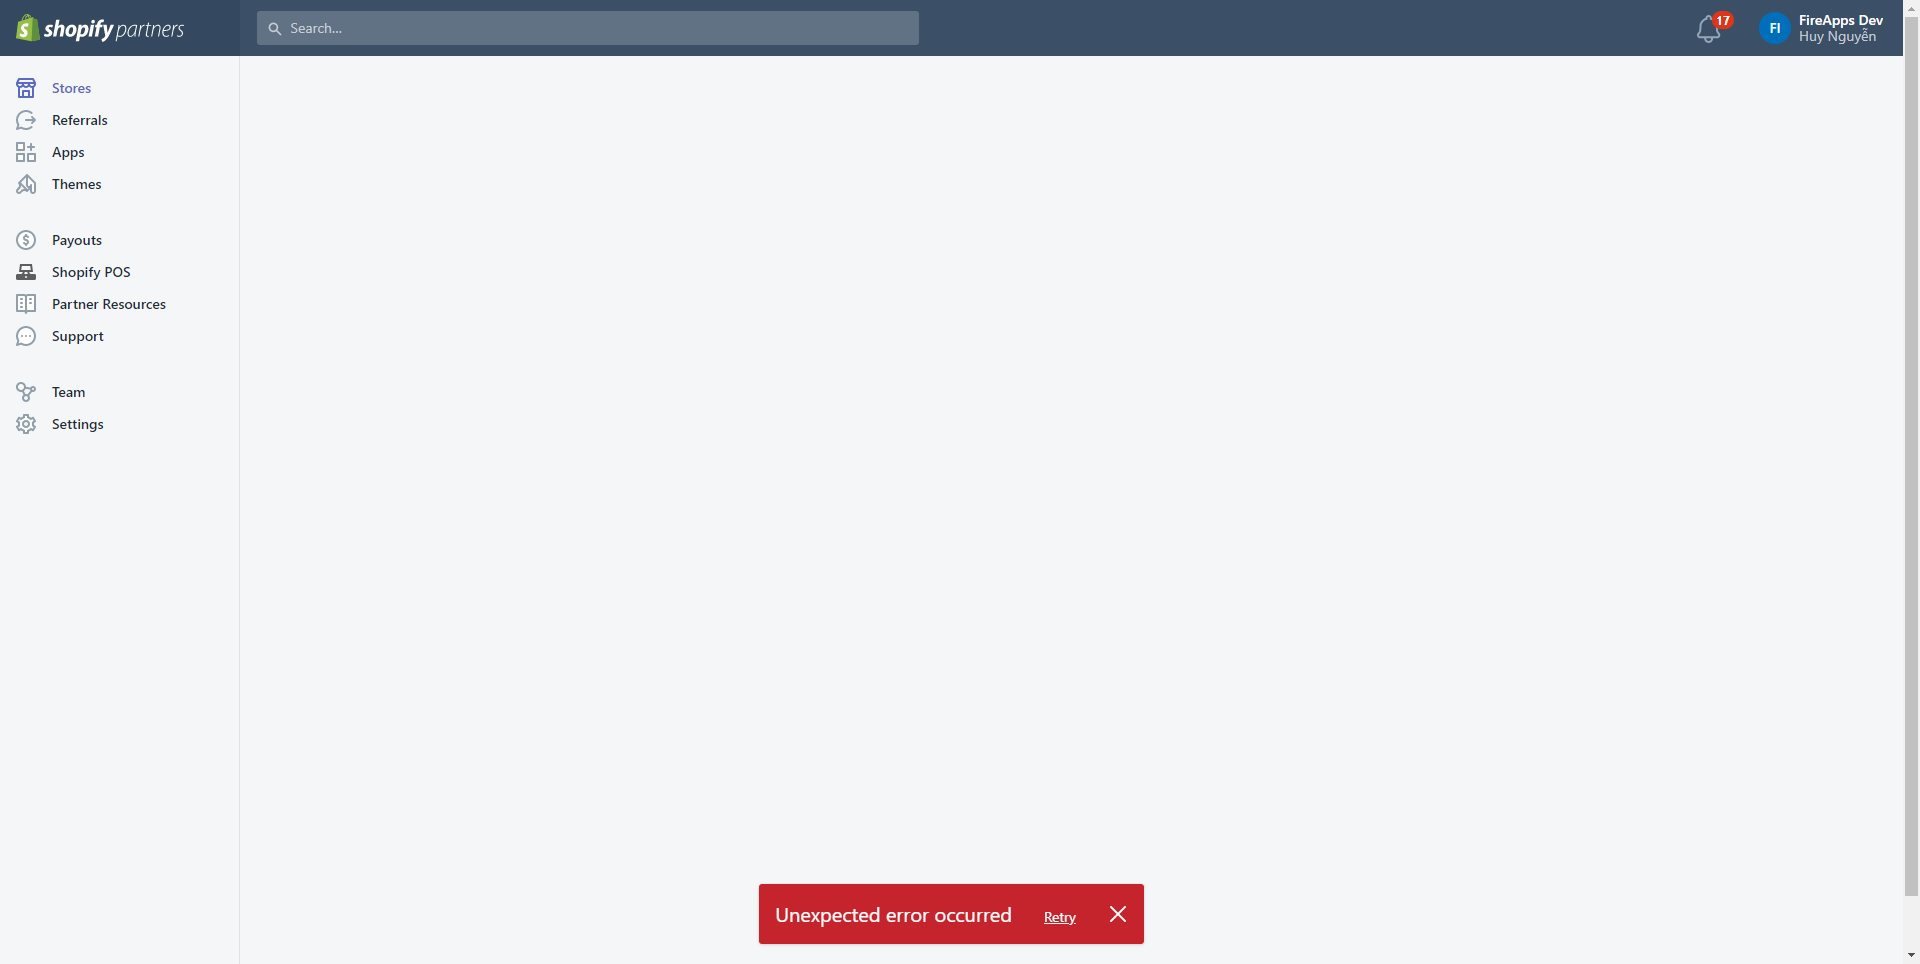 shopify partners
Search...
17
FI
FireApps Dev
Huy Nguyễn
Stores
Referrals
Apps
Themes
Payouts
Shopify POS
Partner Resources
Support
Team
Settings
Unexpected error occurred
Retry